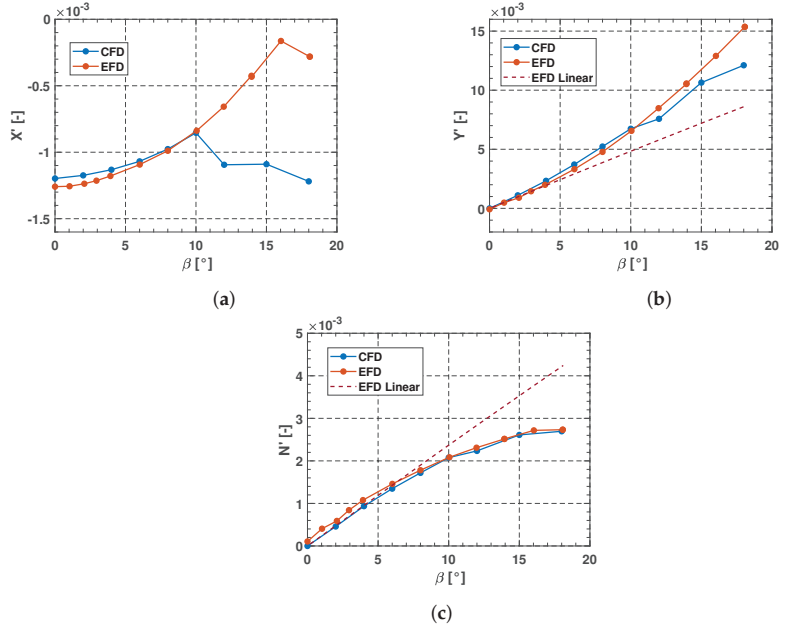 ×10⁻³
0
-0.5
-1
-1.5
X' [-]
CFD
EFD
0 5 10 15 20
β [°]
(a)
×10⁻³
15
10
5
0
Y' [-]
CFD
EFD
EFD Linear
0 5 10 15 20
β [°]
(b)
×10⁻³
5
4
3
2
1
0
N' [-]
CFD
EFD
EFD Linear
0 5 10 15 20
β [°]
(c)